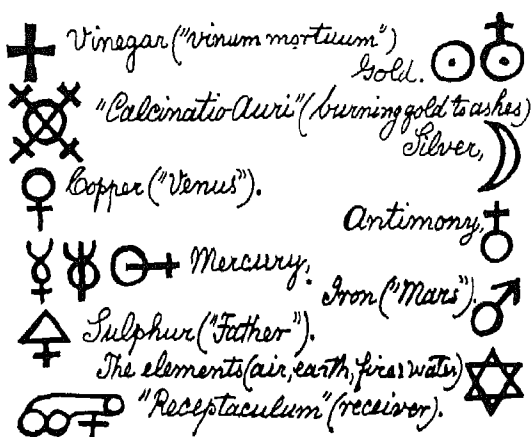 Vinegar ("vinum mortuum")
Gold.
"Calcinatio Auri" (burning gold to ashes)
Silver,
Copper ("Venus").
Antimony,
Mercury.
Iron ("Mars").
Sulphur ("Father").
The elements (air, earth, fire & water)
"Receptaculum" (receiver).